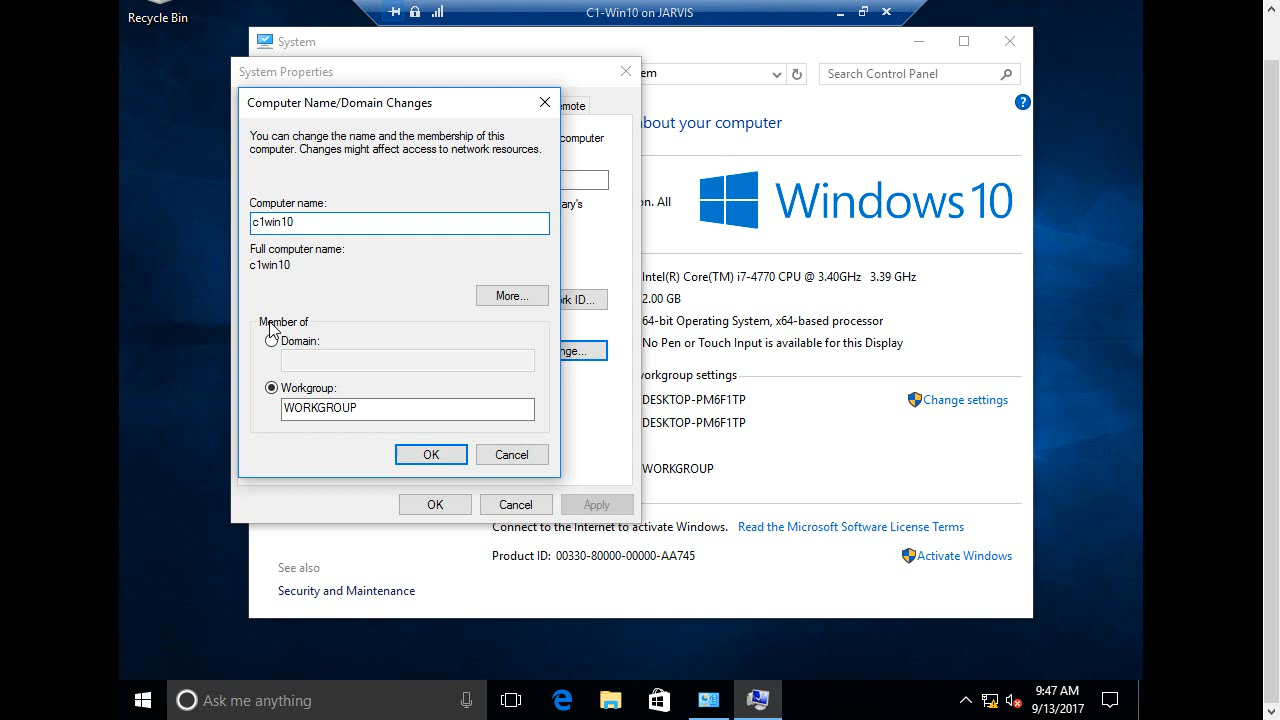 Recycle Bin
C1-Win10 on JARVIS
System
System Properties
em
Search Control Panel
Computer Name/Domain Changes
emote
You can change the name and the membership of this
computer. Changes might affect access to network resources.
computer
about your computer
Computer name:
c1win10
ary's
on. All
Windows 10
Full computer name:
c1win10
Intel(R) Core(TM) i7-4770 CPU @ 3.40GHz 3.39 GHz
More...
rk ID...
2.00 GB
Member of
64-bit Operating System, x64-based processor
Domain:
No Pen or Touch Input is available for this Display
nge...
orkgroup settings
Workgroup:
WORKGROUP
DESKTOP-PM6F1TP
Change settings
DESKTOP-PM6F1TP
OK
Cancel
WORKGROUP
OK
Cancel
Apply
Connect to the Internet to activate Windows. Read the Microsoft Software License Terms
Product ID: 00330-80000-00000-AA745
Activate Windows
See also
Security and Maintenance
Ask me anything
9:47 AM
9/13/2017